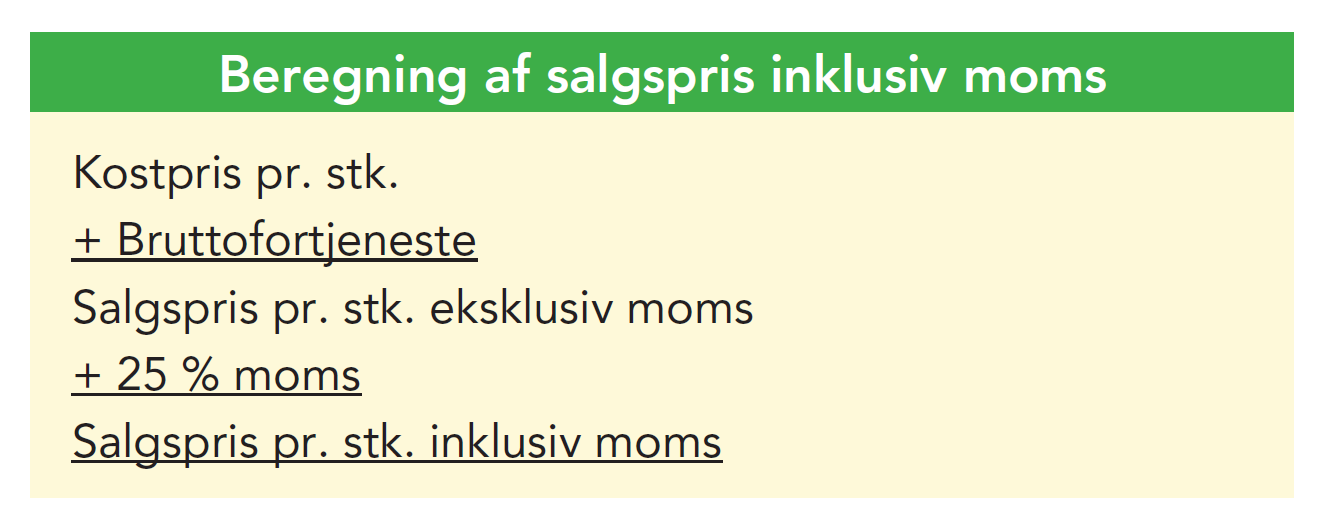 Beregning af salgspris inklusiv moms
Kostpris pr. stk.
+ Bruttofortjeneste
Salgspris pr. stk. eksklusiv moms
+ 25 % moms
Salgspris pr. stk. inklusiv moms